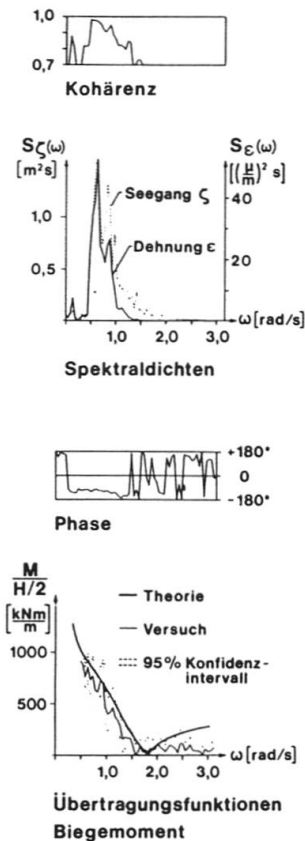 1,0
0,7
Kohärenz
Sζ(ω)
[m²s]
Sε(ω)
[(μ/m)² s]
Seegang ζ
1,0
40
Dehnung ε
0,5
20
1,0 2,0 3,0 ω[rad/s]
Spektraldichten
+180°
0
-180°
Phase
M
H/2
[kNm/m]
Theorie
Versuch
95% Konfidenz-
intervall
1000
500
1,0 2,0 3,0 ω[rad/s]
Übertragungsfunktionen
Biegemoment